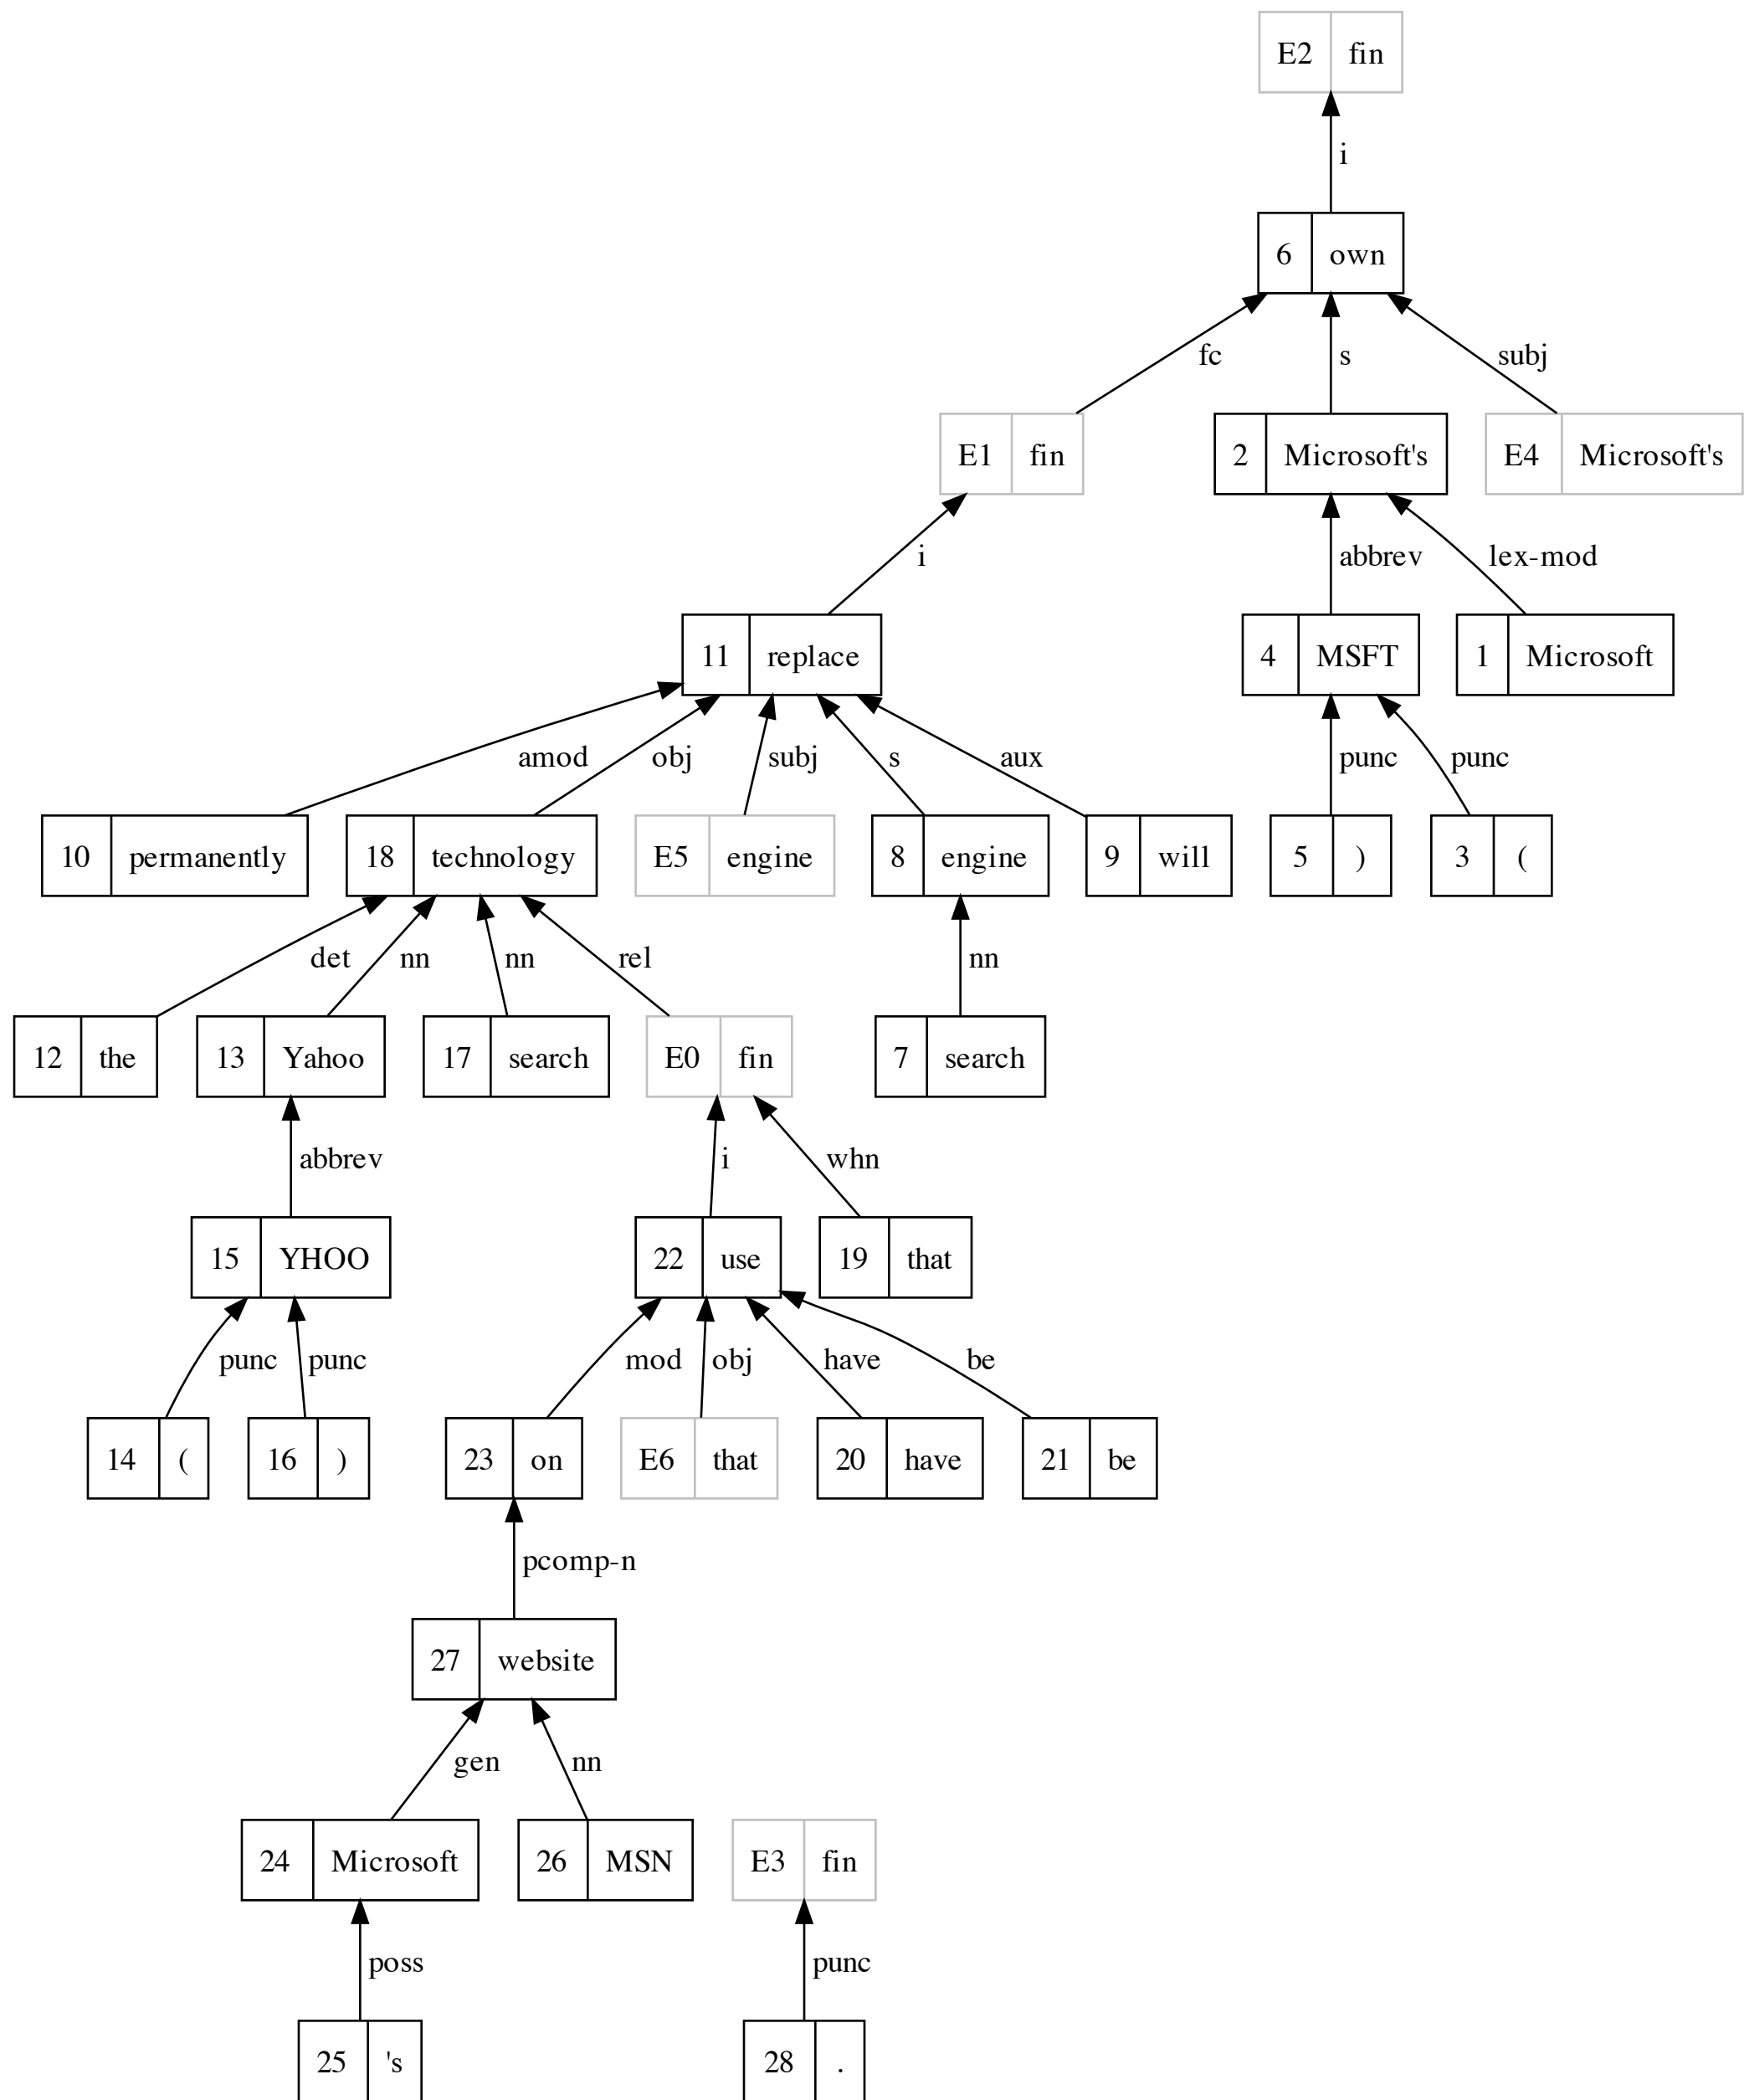 E2 fin
i
6 own
fc s subj
E1 fin 2 Microsoft's E4 Microsoft's
i abbrev lex-mod
11 replace 4 MSFT 1 Microsoft
amod obj subj s aux punc punc
10 permanently 18 technology E5 engine 8 engine 9 will 5 ) 3 (
det nn nn rel nn
12 the 13 Yahoo 17 search E0 fin 7 search
abbrev i whn
15 YHOO 22 use 19 that
punc punc mod obj have be
14 ( 16 ) 23 on E6 that 20 have 21 be
pcomp-n
27 website
gen nn
24 Microsoft 26 MSN E3 fin
poss punc
25 's 28 .